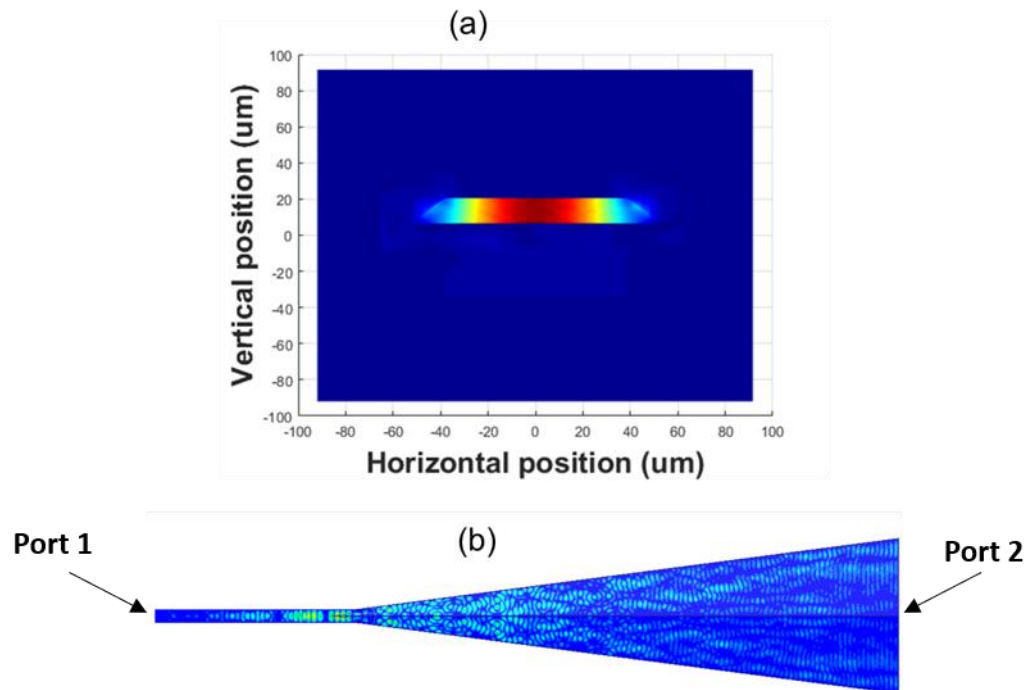 (a)
100
80
60
40
20
0
-20
-40
-60
-80
-100
Vertical position (um)
-100 -80 -60 -40 -20 0 20 40 60 80 100
Horizontal position (um)
(b)
Port 1
Port 2